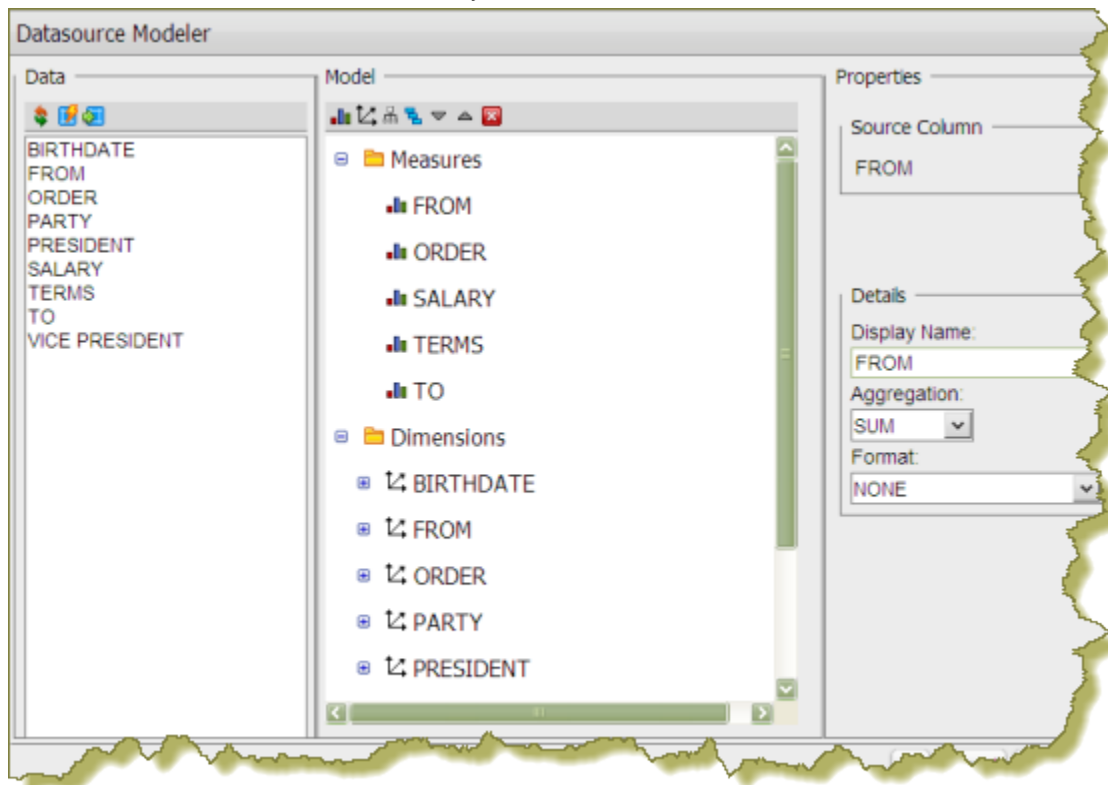 Datasource Modeler
Data
BIRTHDATE
FROM
ORDER
PARTY
PRESIDENT
SALARY
TERMS
TO
VICE PRESIDENT
Model
Measures
FROM
ORDER
SALARY
TERMS
TO
Dimensions
BIRTHDATE
FROM
ORDER
PARTY
PRESIDENT
Properties
Source Column
FROM
Details
Display Name:
FROM
Aggregation:
SUM
Format:
NONE